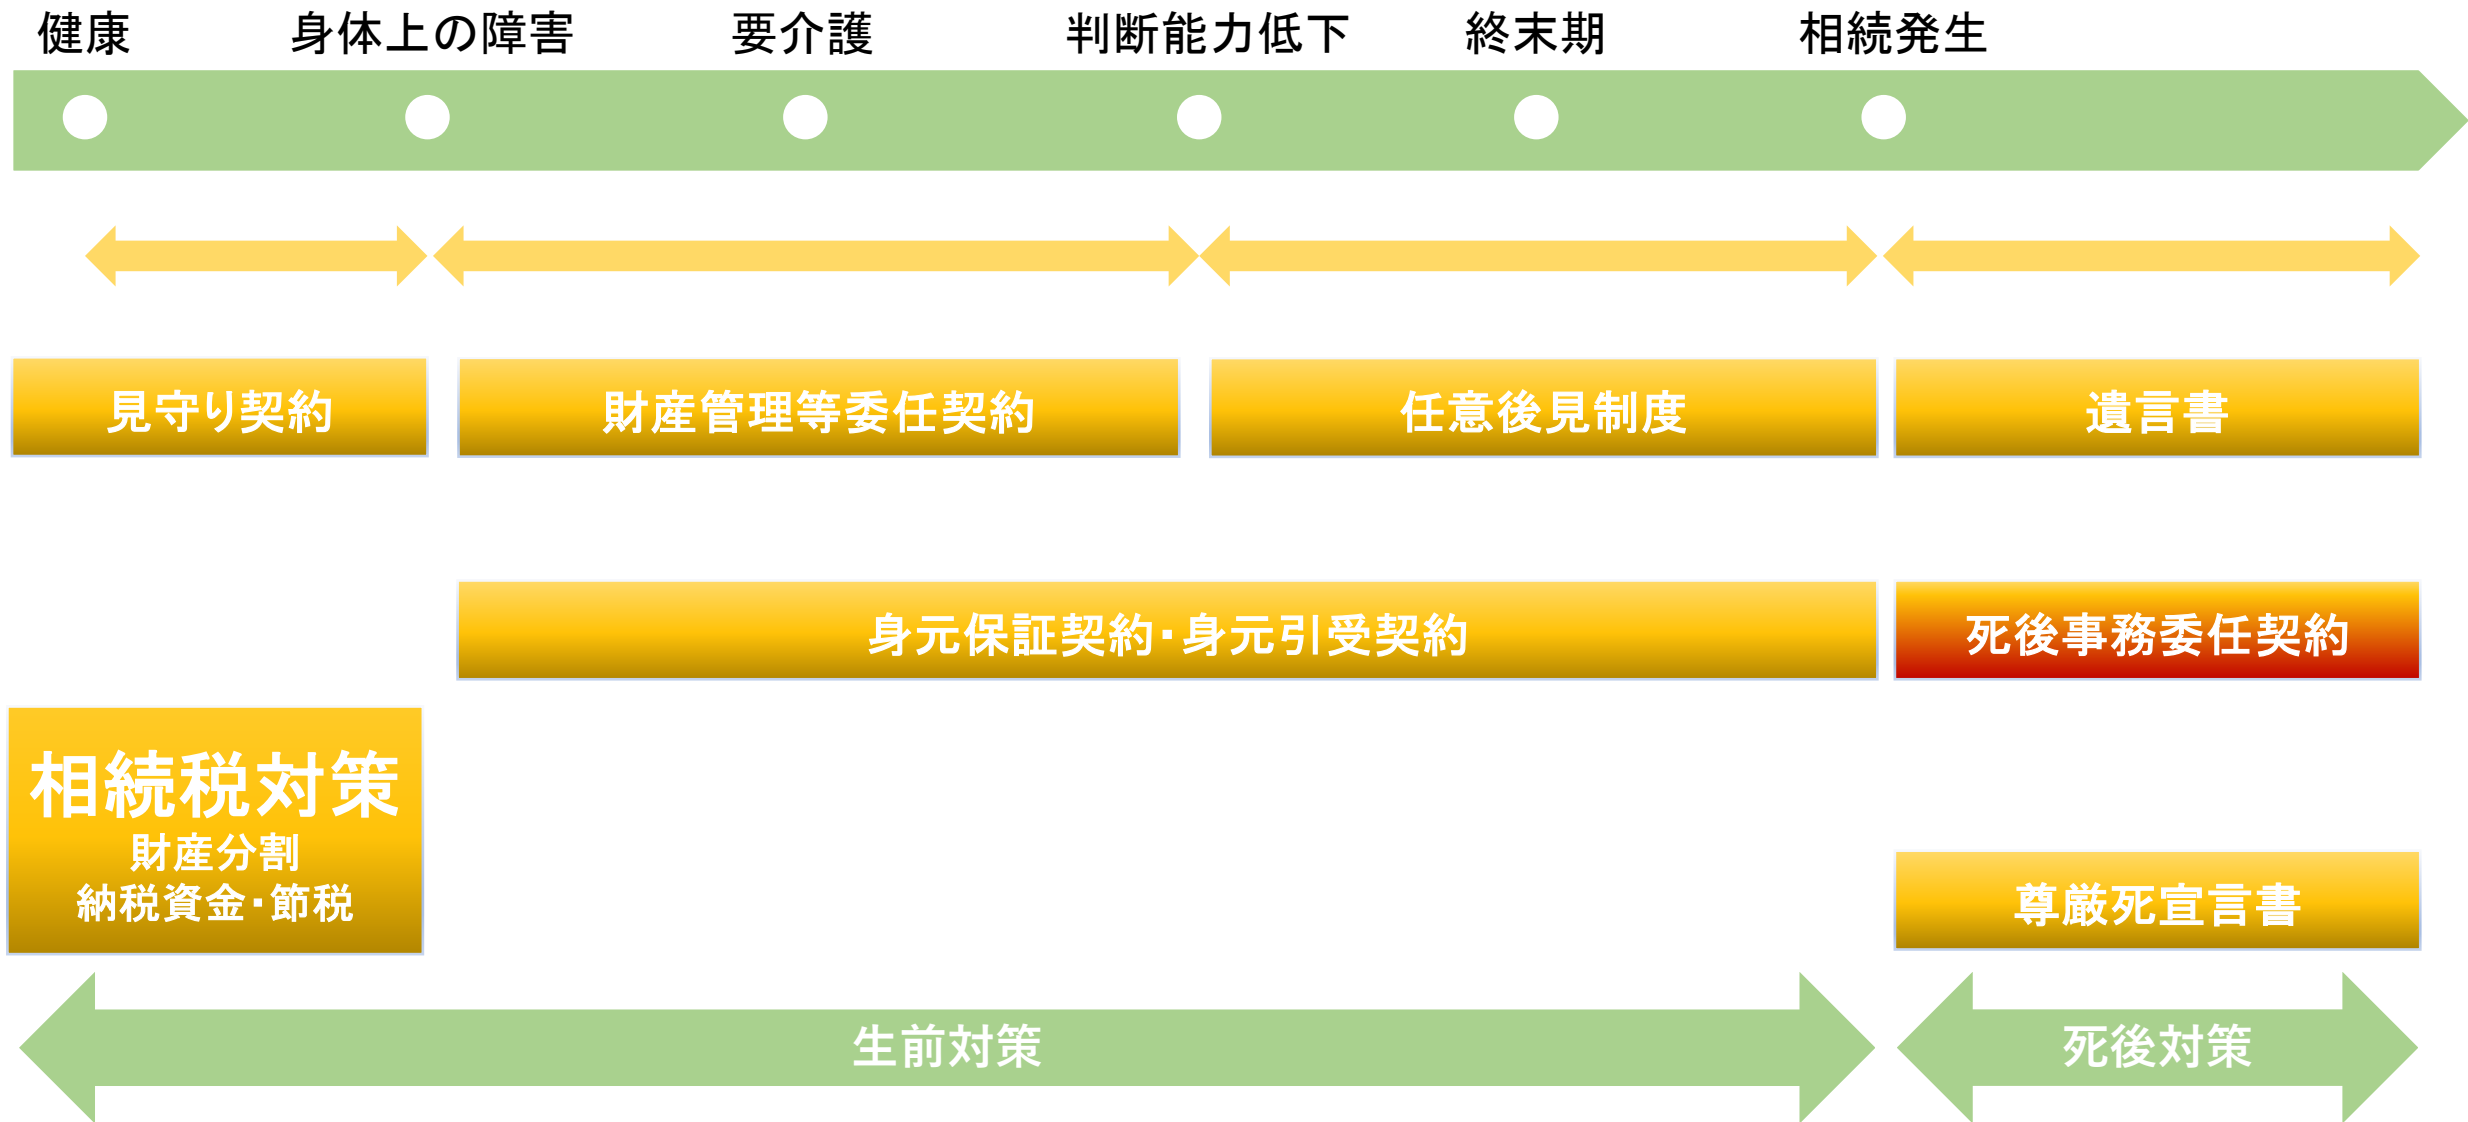 健康
身体上の障害
要介護
判断能力低下
終末期
相続発生
見守り契約
財産管理等委任契約
任意後見制度
遺言書
身元保証契約・身元引受契約
死後事務委任契約
相続税対策
財産分割
納税資金・節税
尊厳死宣言書
生前対策
死後対策